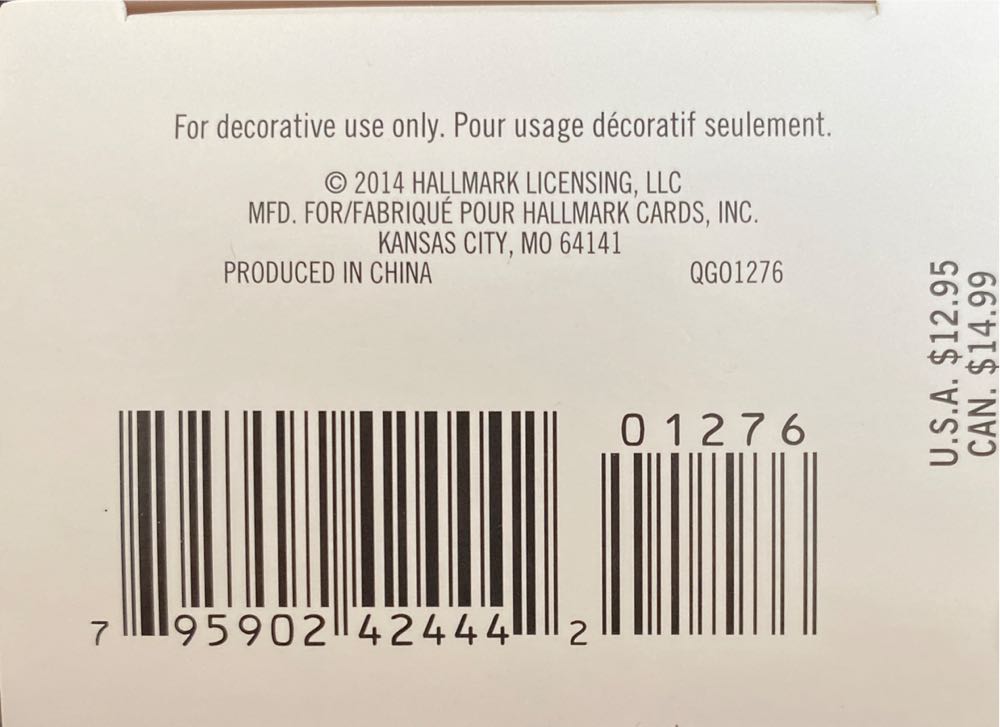 For decorative use only. Pour usage décoratif seulement.
© 2014 HALLMARK LICENSING, LLC
MFD. FOR/FABRIQUÉ POUR HALLMARK CARDS, INC.
KANSAS CITY, MO 64141
PRODUCED IN CHINA QGO1276
U.S.A. $12.95
CAN. $14.99
01276
7 95902 42444 2